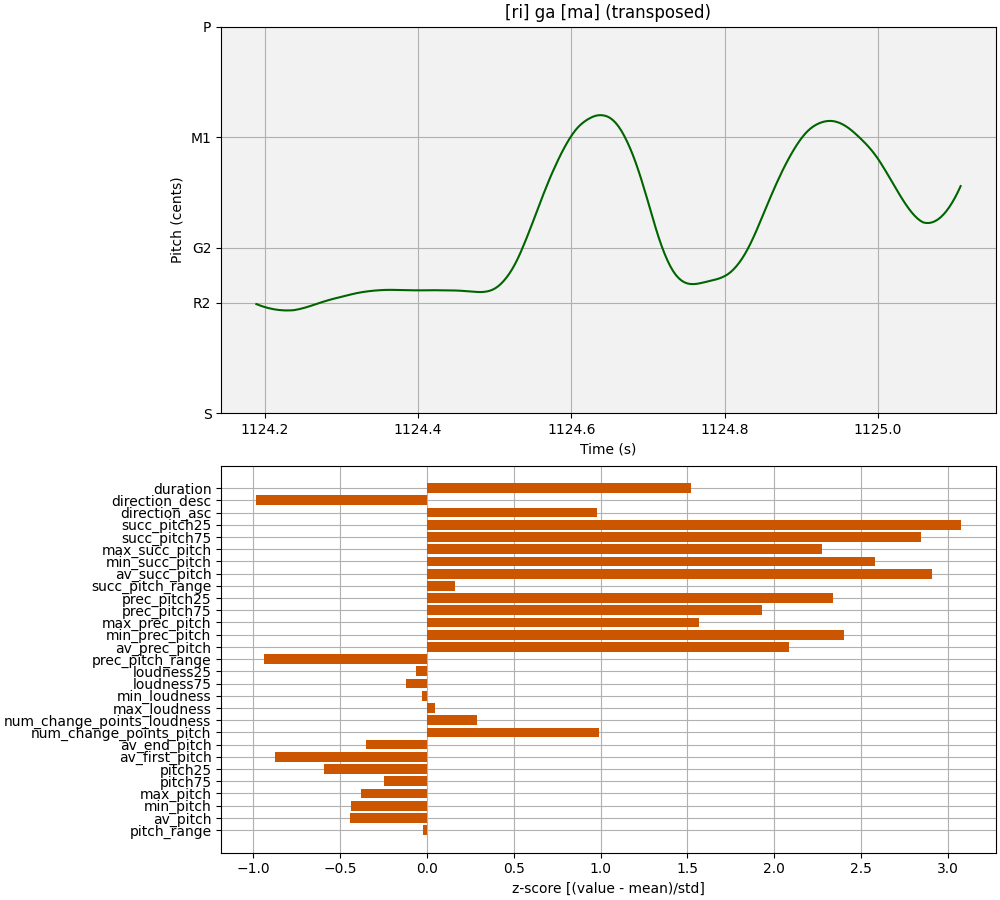 [ri] ga [ma] (transposed)
P
M1
G2
R2
S
Pitch (cents)
1124.2 1124.4 1124.6 1124.8 1125.0
Time (s)
duration
direction_desc
direction_asc
succ_pitch25
succ_pitch75
max_succ_pitch
min_succ_pitch
av_succ_pitch
succ_pitch_range
prec_pitch25
prec_pitch75
max_prec_pitch
min_prec_pitch
av_prec_pitch
prec_pitch_range
loudness25
loudness75
min_loudness
max_loudness
num_change_points_loudness
num_change_points_pitch
av_end_pitch
av_first_pitch
pitch25
pitch75
max_pitch
min_pitch
av_pitch
pitch_range
−1.0 −0.5 0.0 0.5 1.0 1.5 2.0 2.5 3.0
z-score [(value - mean)/std]